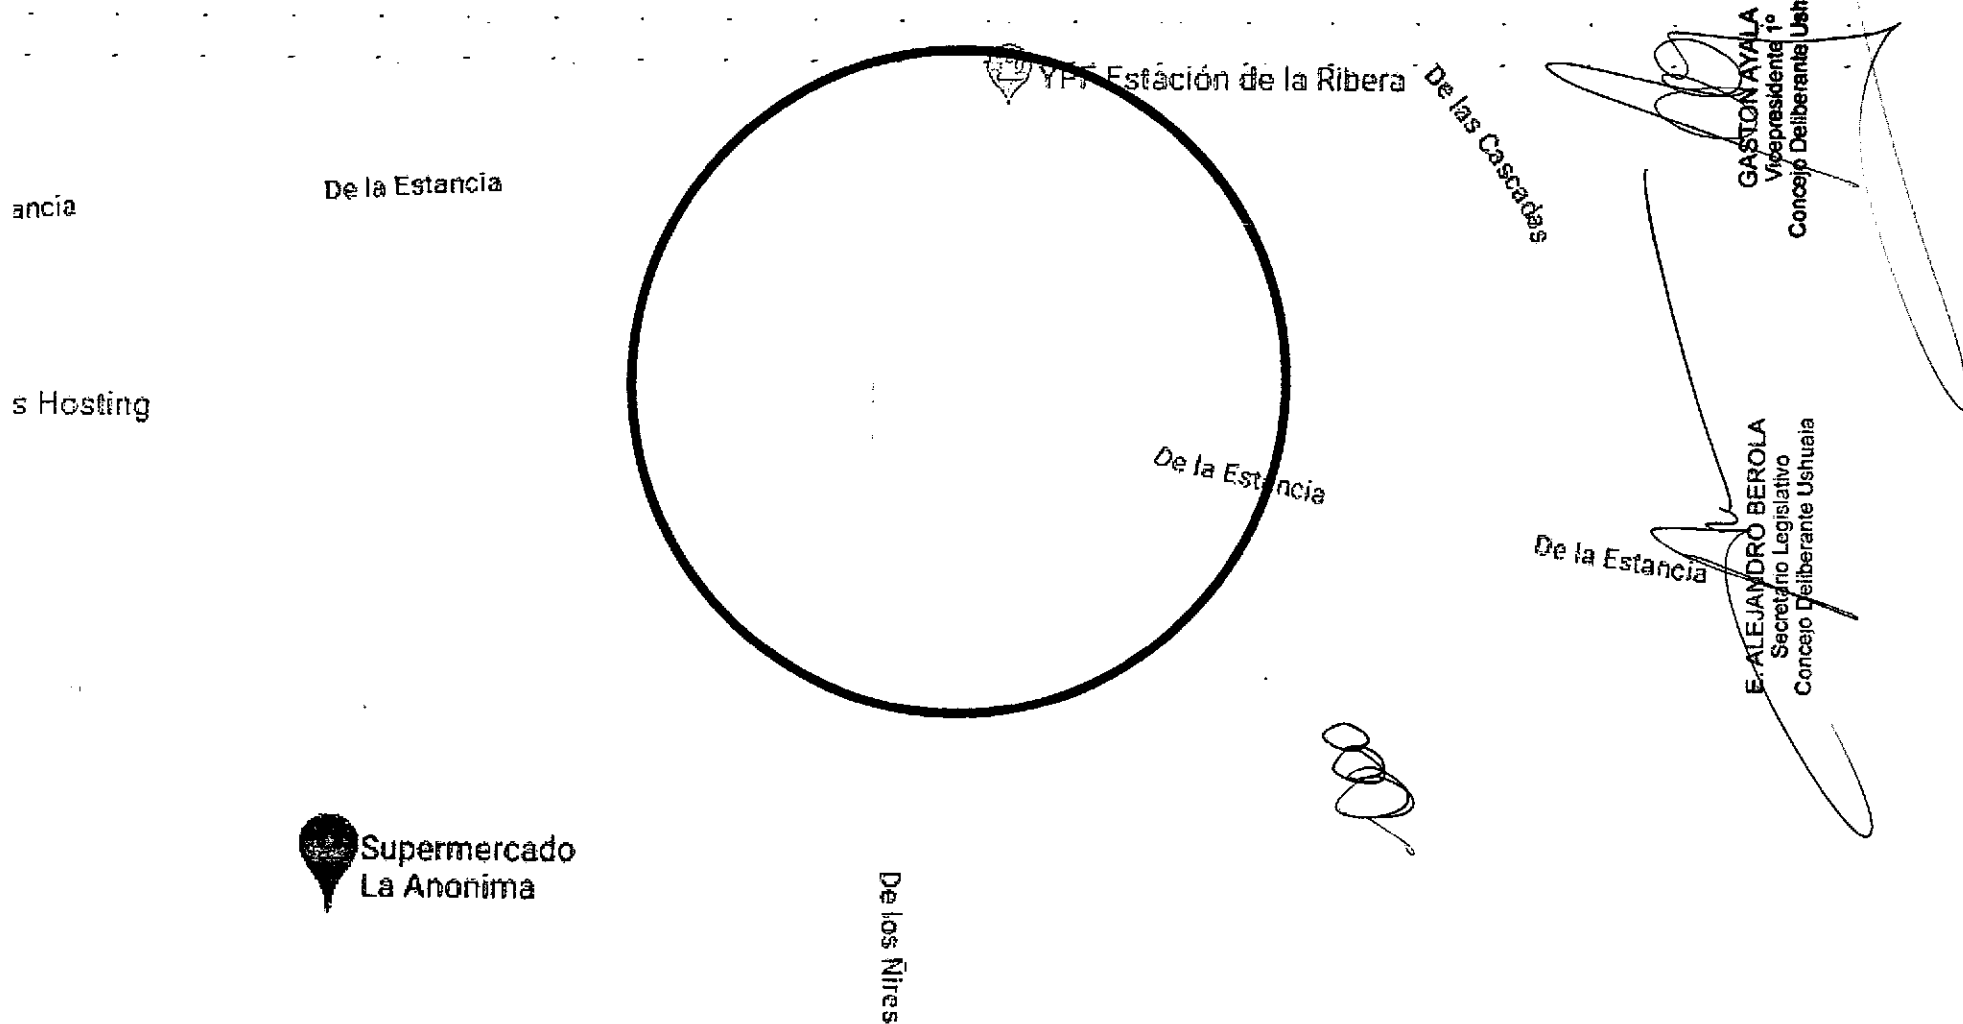 YPF Estación de la Ribera
De las Cascadas
GASTON AYALA
Vicepresidente 1º
Concejo Deliberante Ush
De la Estancia
ancia
s Hosting
De la Estancia
De la Estancia
E. ALEJANDRO BEROLA
Secretario Legislativo
Concejo Deliberante Ushuaia
Supermercado
La Anonima
De los Ñires